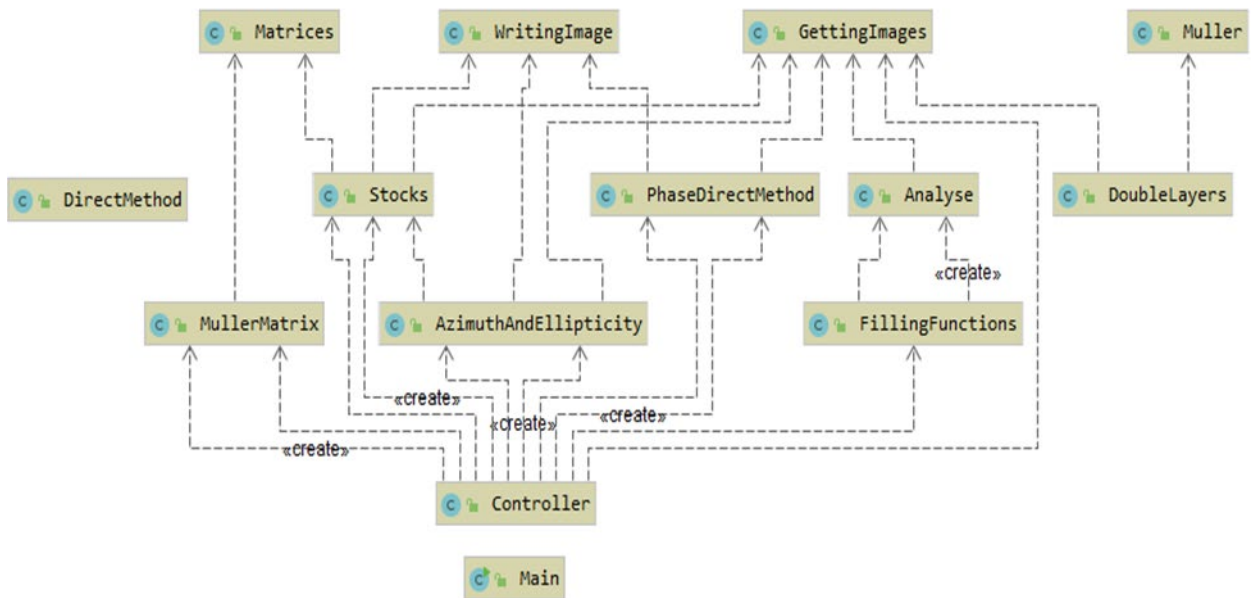 Matrices
WritingImage
GettingImages
Muller
DirectMethod
Stocks
PhaseDirectMethod
Analyse
DoubleLayers
«create»
MullerMatrix
AzimuthAndEllipticity
FillingFunctions
«create»
«create»
«create»
«create»
Controller
Main